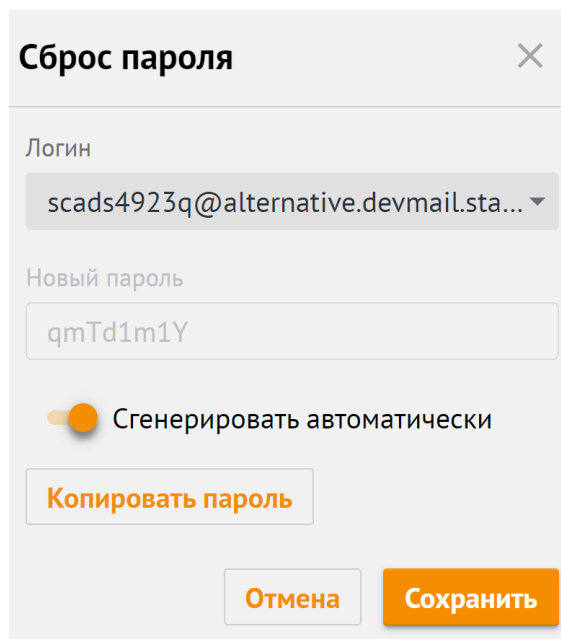 Сброс пароля
Логин
scads4923q@alternative.devmail.sta...
Новый пароль
qmTd1m1Y
Сгенерировать автоматически
Копировать пароль
Отмена
Сохранить